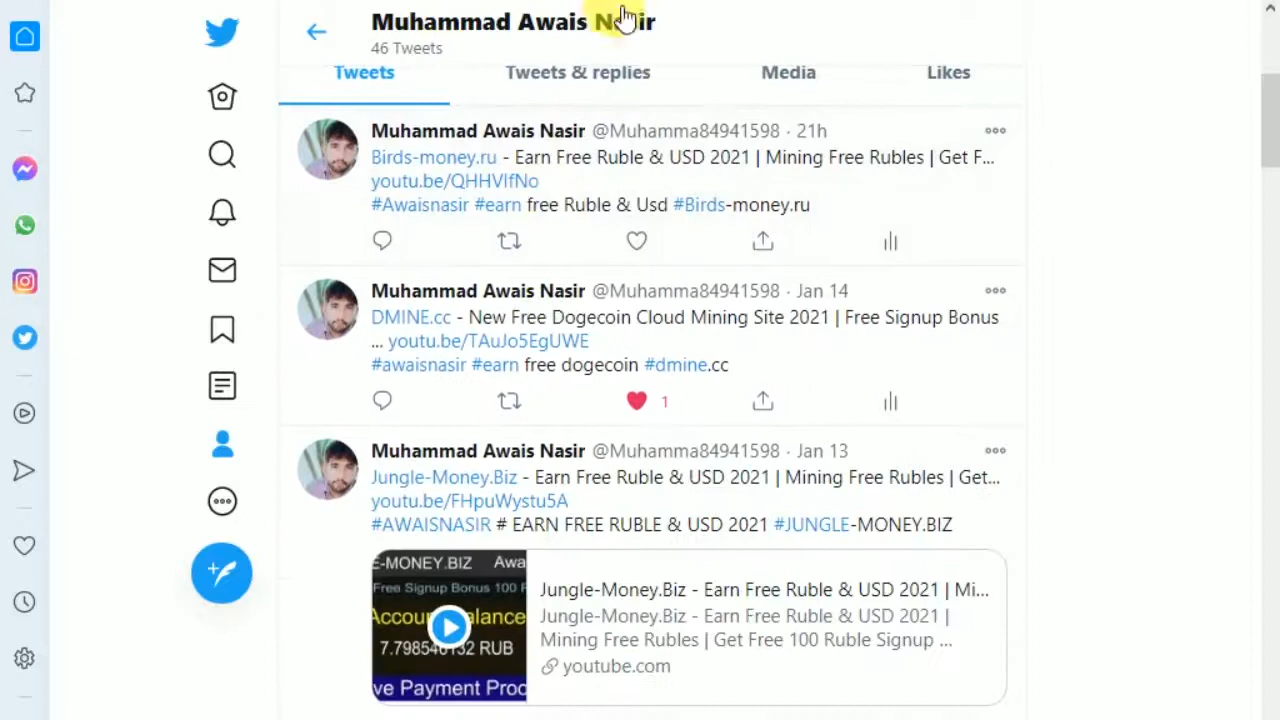 Muhammad Awais Nasir
46 Tweets
Tweets Tweets & replies Media Likes
Muhammad Awais Nasir @Muhamma84941598 · 21h
Birds-money.ru - Earn Free Ruble & USD 2021 | Mining Free Rubles | Get F...
youtu.be/QHHVIfNo
#Awaisnasir #earn free Ruble & Usd #Birds-money.ru
Muhammad Awais Nasir @Muhamma84941598 · Jan 14
DMINE.cc - New Free Dogecoin Cloud Mining Site 2021 | Free Signup Bonus
... youtu.be/TAuJo5EgUWE
#awaisnasir #earn free dogecoin #dmine.cc
1
Muhammad Awais Nasir @Muhamma84941598 · Jan 13
Jungle-Money.Biz - Earn Free Ruble & USD 2021 | Mining Free Rubles | Get...
youtu.be/FHpuWystu5A
#AWAISNASIR # EARN FREE RUBLE & USD 2021 #JUNGLE-MONEY.BIZ
E-MONEY.BIZ Awa
Free Signup Bonus 100 R
Account Balance
7.798546132 RUB
ve Payment Proo
Jungle-Money.Biz - Earn Free Ruble & USD 2021 | Mi...
Jungle-Money.Biz - Earn Free Ruble & USD 2021 |
Mining Free Rubles | Get Free 100 Ruble Signup ...
youtube.com